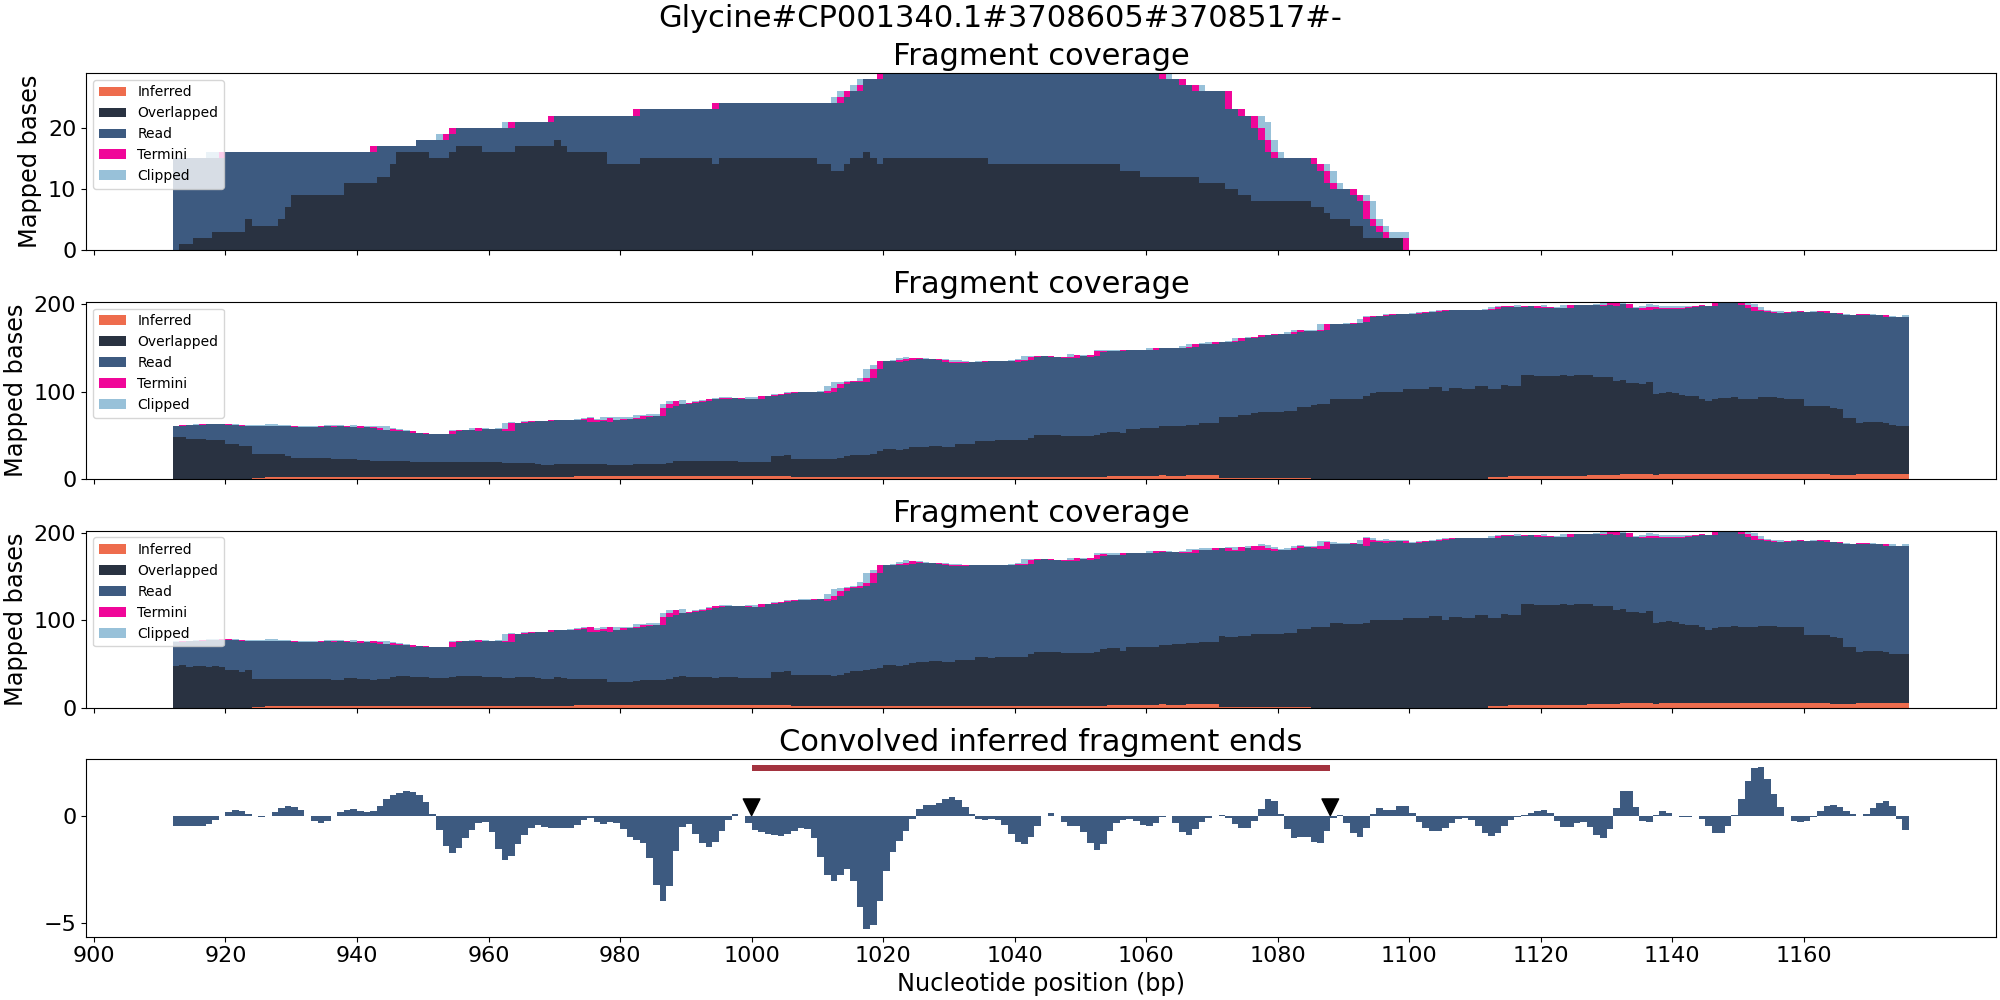 Glycine#CP001340.1#3708605#3708517#-
Fragment coverage
Mapped bases
20
10
0
Inferred
Overlapped
Read
Termini
Clipped
Fragment coverage
Mapped bases
200
100
0
Inferred
Overlapped
Read
Termini
Clipped
Fragment coverage
Mapped bases
200
100
0
Inferred
Overlapped
Read
Termini
Clipped
Convolved inferred fragment ends
0
−5
900 920 940 960 980 1000 1020 1040 1060 1080 1100 1120 1140 1160
Nucleotide position (bp)